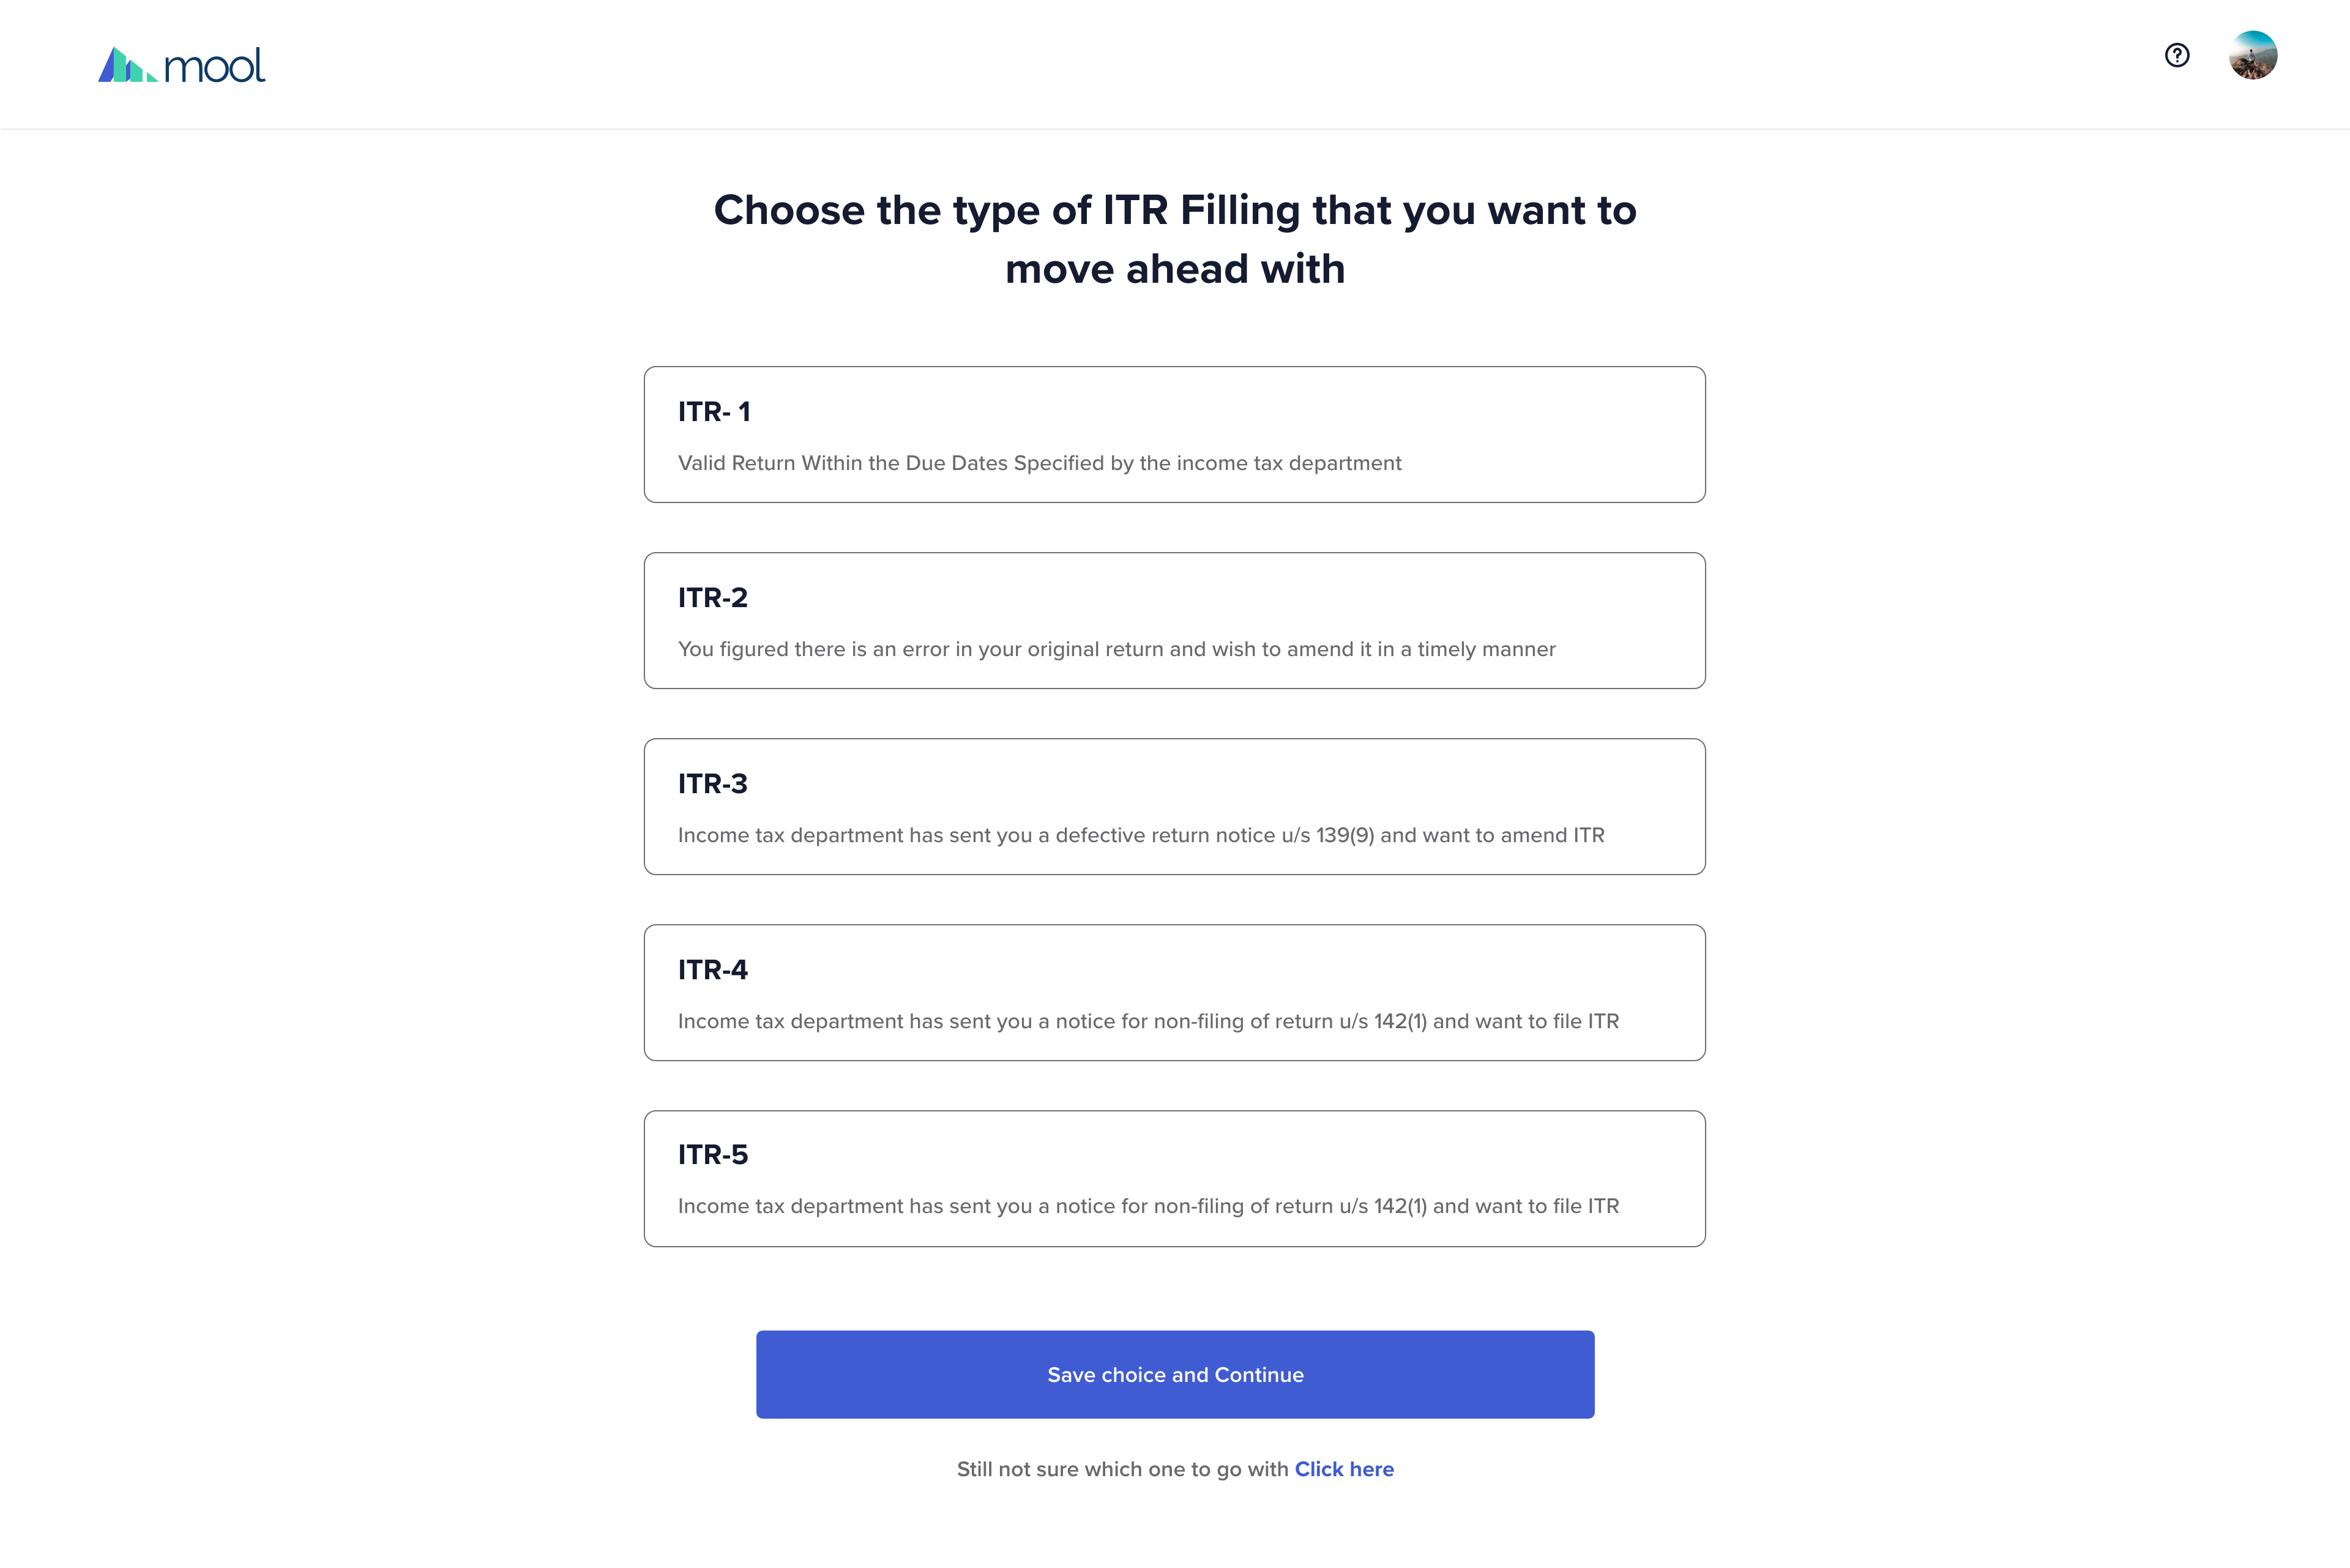 mool
Choose the type of ITR Filling that you want to
move ahead with
ITR- 1
Valid Return Within the Due Dates Specified by the income tax department
ITR-2
You figured there is an error in your original return and wish to amend it in a timely manner
ITR-3
Income tax department has sent you a defective return notice u/s 139(9) and want to amend ITR
ITR-4
Income tax department has sent you a notice for non-filing of return u/s 142(1) and want to file ITR
ITR-5
Income tax department has sent you a notice for non-filing of return u/s 142(1) and want to file ITR
Save choice and Continue
Still not sure which one to go with Click here